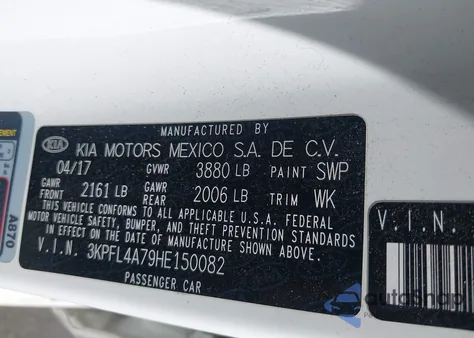 MANUFACTURED BY
KIA KIA MOTORS MEXICO S.A. DE C.V.
04/17 GVWR 3880 LB PAINT SWP
GAWR FRONT 2161 LB GAWR REAR 2006 LB TRIM WK
THIS VEHICLE CONFORMS TO ALL APPLICABLE U.S.A. FEDERAL
MOTOR VEHICLE SAFETY, BUMPER, AND THEFT PREVENTION STANDARDS
IN EFFECT ON THE DATE OF MANUFACTURE SHOWN ABOVE.
V.I.N. 3KPFL4A79HE150082
PASSENGER CAR
V.I.N.
A870
autoShop